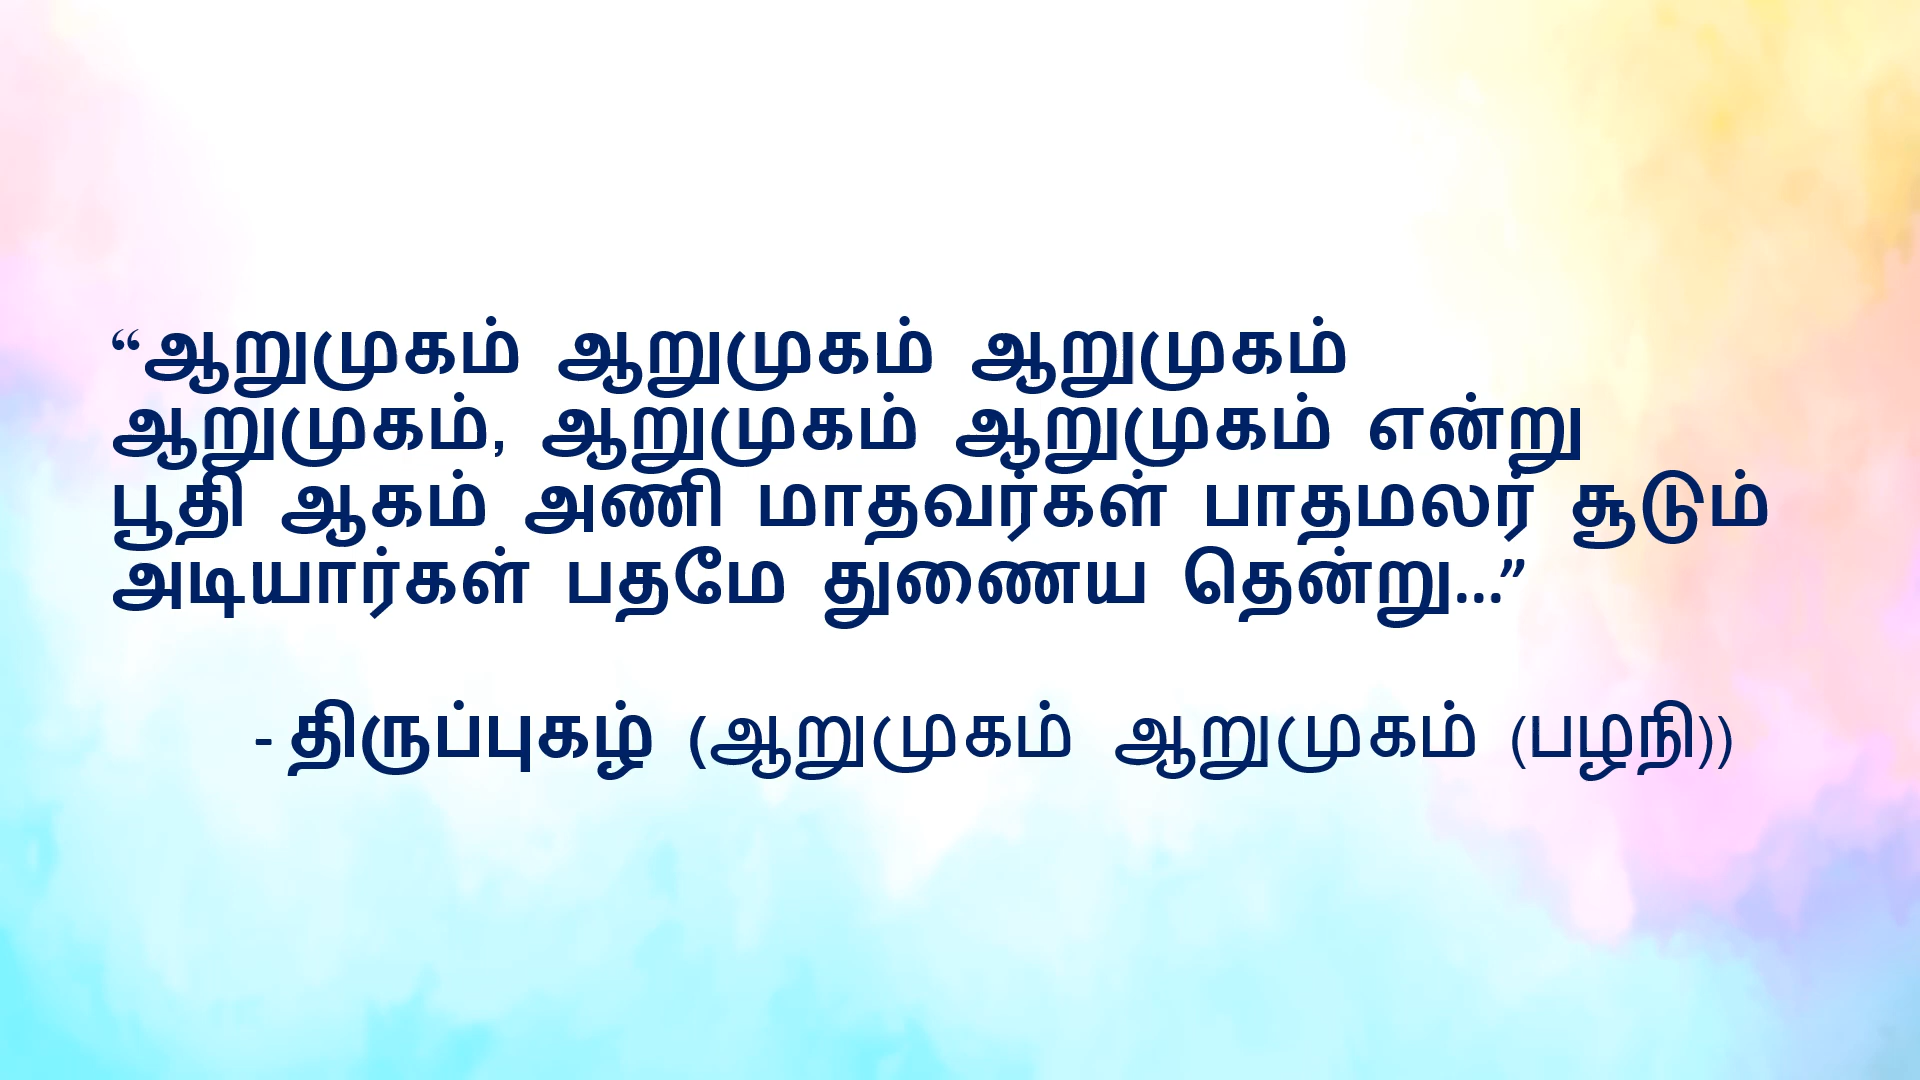 “ஆறுமுகம் ஆறுமுகம் ஆறுமுகம்
ஆறுமுகம், ஆறுமுகம் ஆறுமுகம் என்று
பூதி ஆகம் அணி மாதவர்கள் பாதமலர் சூடும்
அடியார்கள் பதமே துணைய தென்று...”
- திருப்புகழ் (ஆறுமுகம் ஆறுமுகம் (பழநி))